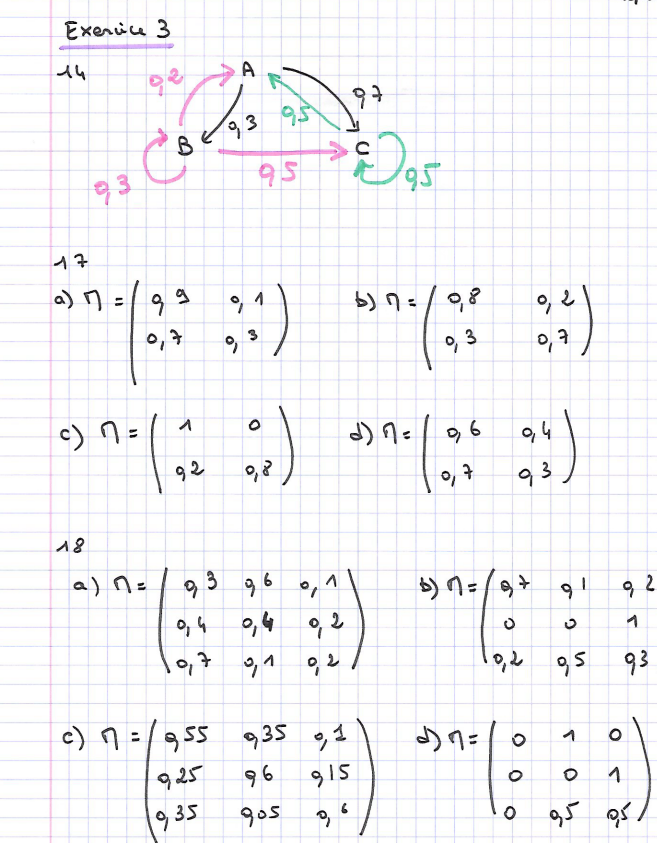 Exercice 3
14
0,2 A 0,7
0,5
0,3
B C
0,3 0,5 0,5
17
a) M = ( 0,9 0,1 b) M = ( 0,8 0,2
0,7 0,3 ) 0,3 0,7 )
c) M = ( 1 0 d) M = ( 0,6 0,4
0,2 0,8 ) 0,7 0,3 )
18
a) M = ( 0,3 0,6 0,1 b) M = ( 0,7 0,1 0,2
0,4 0,4 0,2 0 0 1
0,7 0,1 0,2 ) 0,2 0,5 0,3
c) M = ( 0,55 0,35 0,1 d) M = ( 0 1 0
0,25 0,6 0,15 0 0 1
0,35 0,05 0,6 ) 0 0,5 0,5 )